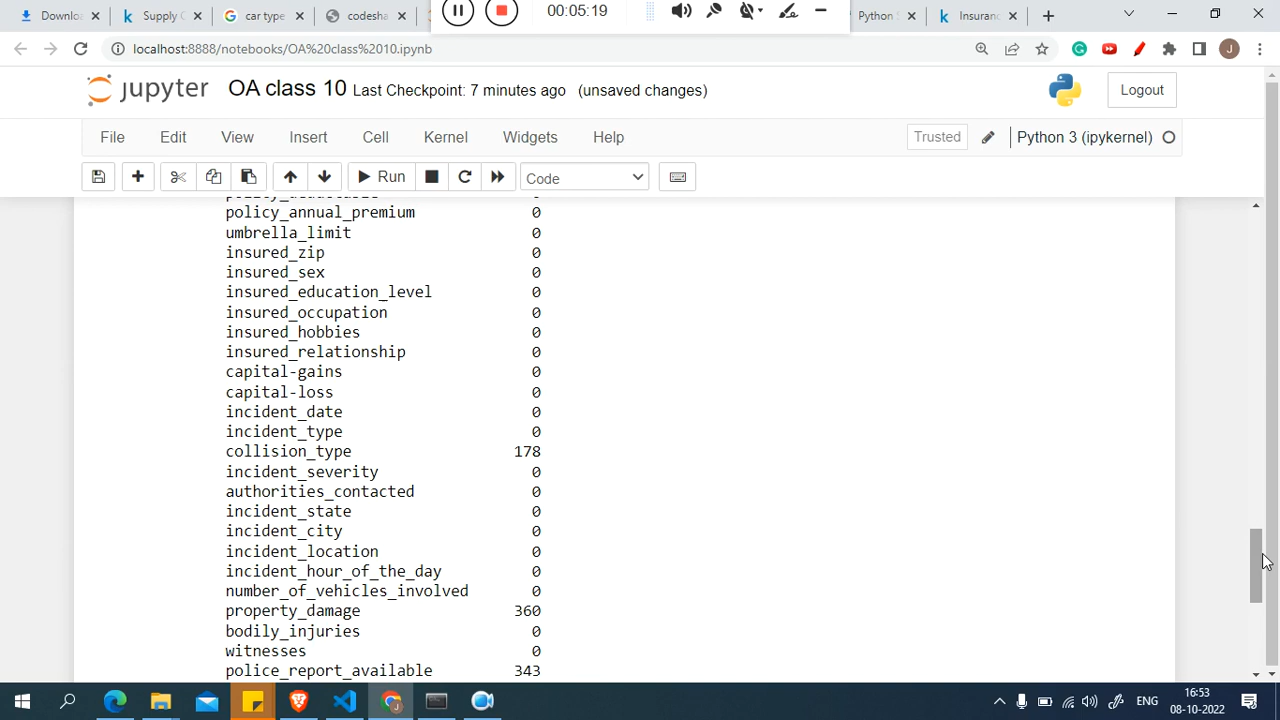 Downloa
Supply C
car type
codesha
00:05:19
Python
Insuranc
localhost:8888/notebooks/OA%20class%2010.ipynb
J
jupyter OA class 10 Last Checkpoint: 7 minutes ago (unsaved changes)
Logout
File Edit View Insert Cell Kernel Widgets Help
Trusted
Python 3 (ipykernel)
Run
Code
policy_annual_premium 0
umbrella_limit 0
insured_zip 0
insured_sex 0
insured_education_level 0
insured_occupation 0
insured_hobbies 0
insured_relationship 0
capital-gains 0
capital-loss 0
incident_date 0
incident_type 0
collision_type 178
incident_severity 0
authorities_contacted 0
incident_state 0
incident_city 0
incident_location 0
incident_hour_of_the_day 0
number_of_vehicles_involved 0
property_damage 360
bodily_injuries 0
witnesses 0
police_report_available 343
ENG
16:53
08-10-2022